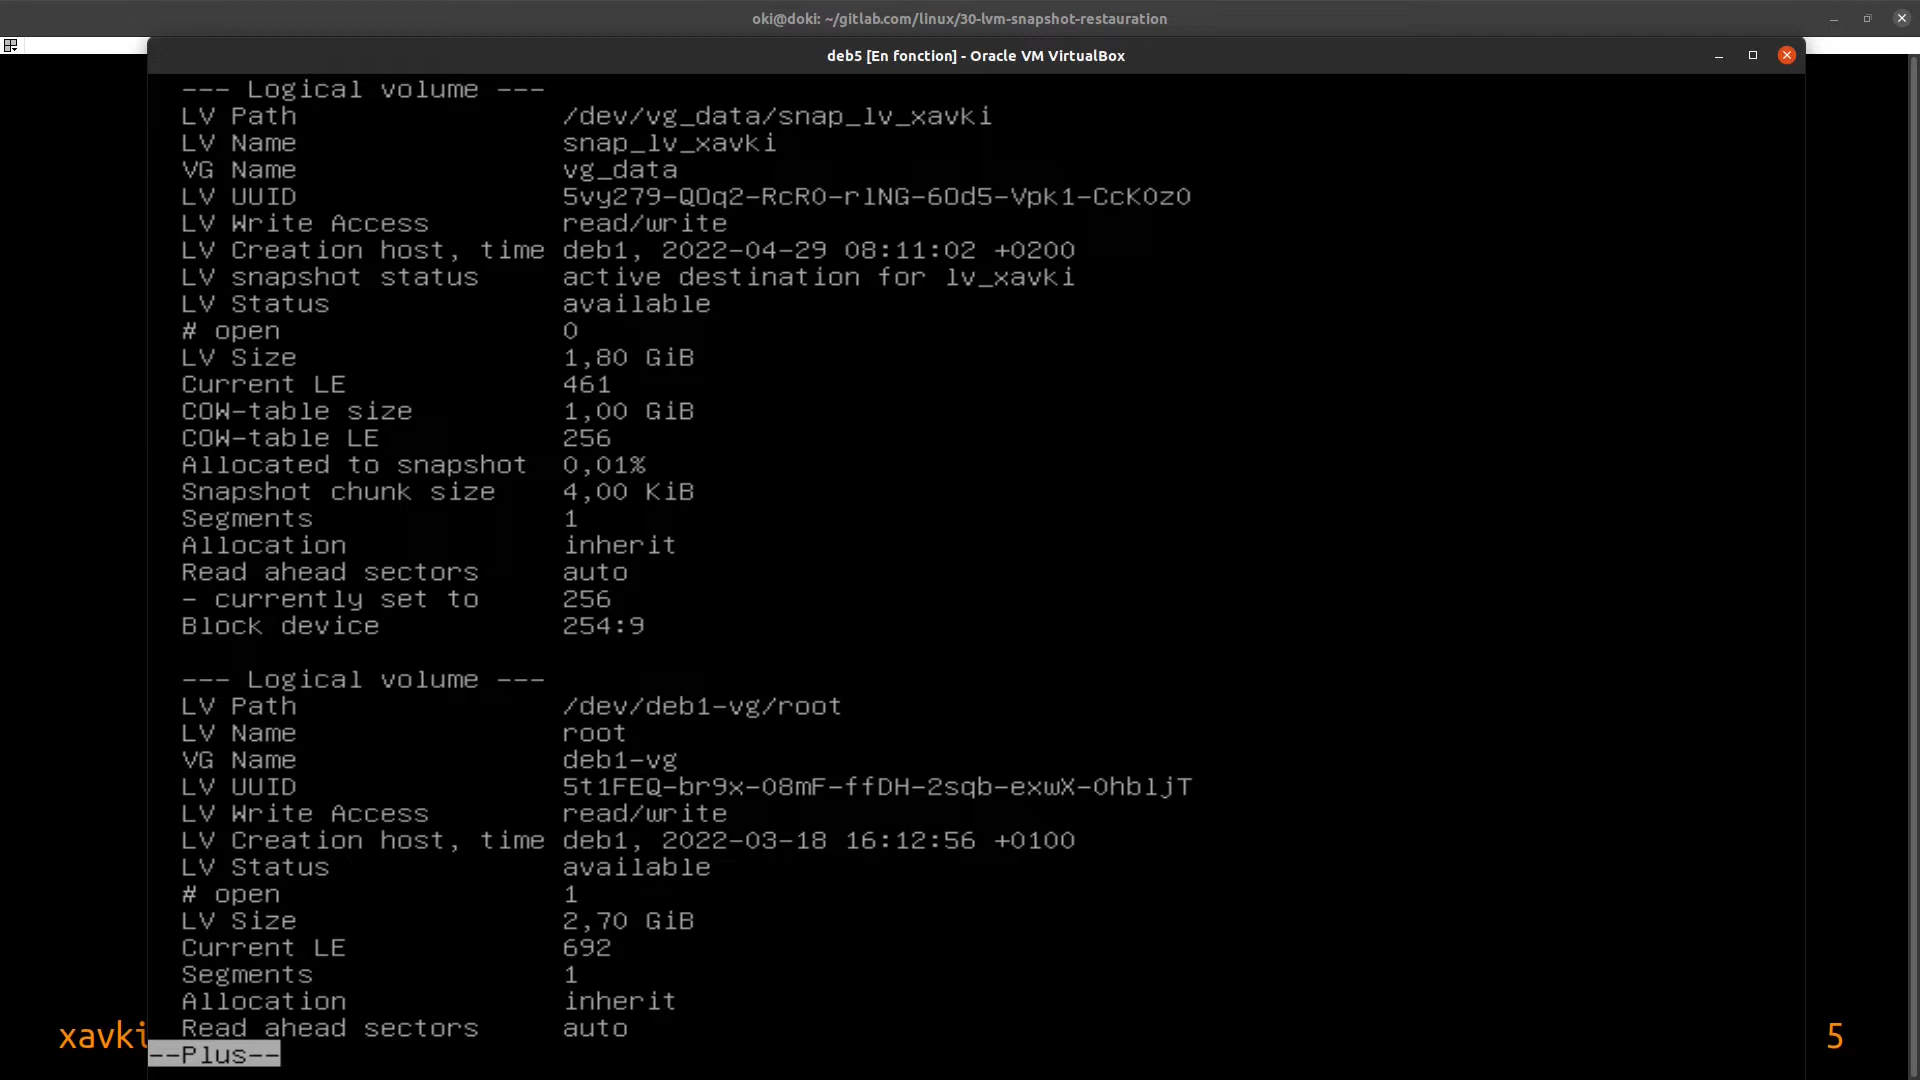 oki@doki: ~/gitlab.com/linux/30-lvm-snapshot-restauration
deb5 [En fonction] - Oracle VM VirtualBox
--- Logical volume ---
LV Path                /dev/vg_data/snap_lv_xavki
LV Name                snap_lv_xavki
VG Name                vg_data
LV UUID                5vy279-QOq2-RcRO-rlNG-6Od5-Vpk1-CcK0zO
LV Write Access        read/write
LV Creation host, time deb1, 2022-04-29 08:11:02 +0200
LV snapshot status     active destination for lv_xavki
LV Status              available
# open                 0
LV Size                1,80 GiB
Current LE             461
COW-table size         1,00 GiB
COW-table LE           256
Allocated to snapshot  0,01%
Snapshot chunk size    4,00 KiB
Segments               1
Allocation             inherit
Read ahead sectors     auto
- currently set to     256
Block device           254:9
--- Logical volume ---
LV Path                /dev/deb1-vg/root
LV Name                root
VG Name                deb1-vg
LV UUID                5t1FEQ-br9x-08mF-ffDH-2sqb-exwX-0hbljT
LV Write Access        read/write
LV Creation host, time deb1, 2022-03-18 16:12:56 +0100
LV Status              available
# open                 1
LV Size                2,70 GiB
Current LE             692
Segments               1
Allocation             inherit
Read ahead sectors     auto
--Plus--
xavki
5